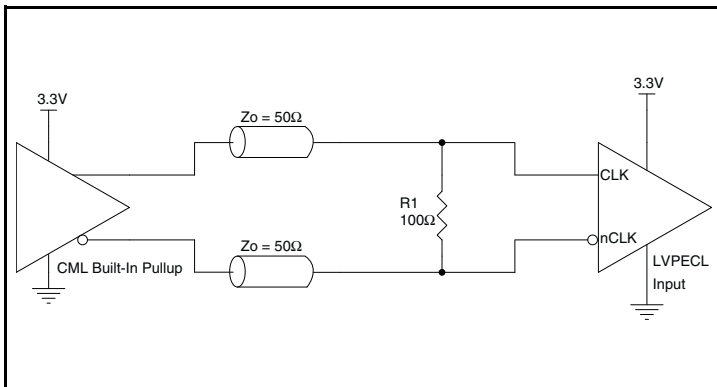 3.3V
Zo = 50Ω
R1
100Ω
Zo = 50Ω
CML Built-In Pullup
3.3V
CLK
nCLK
LVPECL
Input